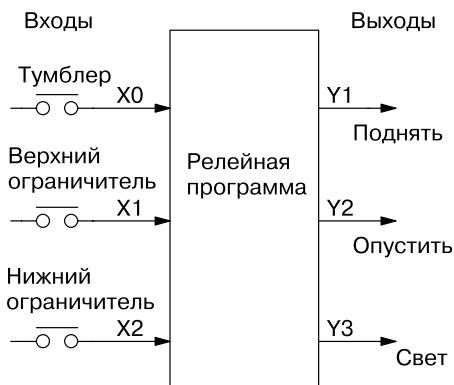 Входы
Выходы
Тумблер
X0
Y1
Поднять
Верхний
ограничитель
X1
Релейная
программа
Y2
Опустить
Нижний
ограничитель
X2
Y3
Свет